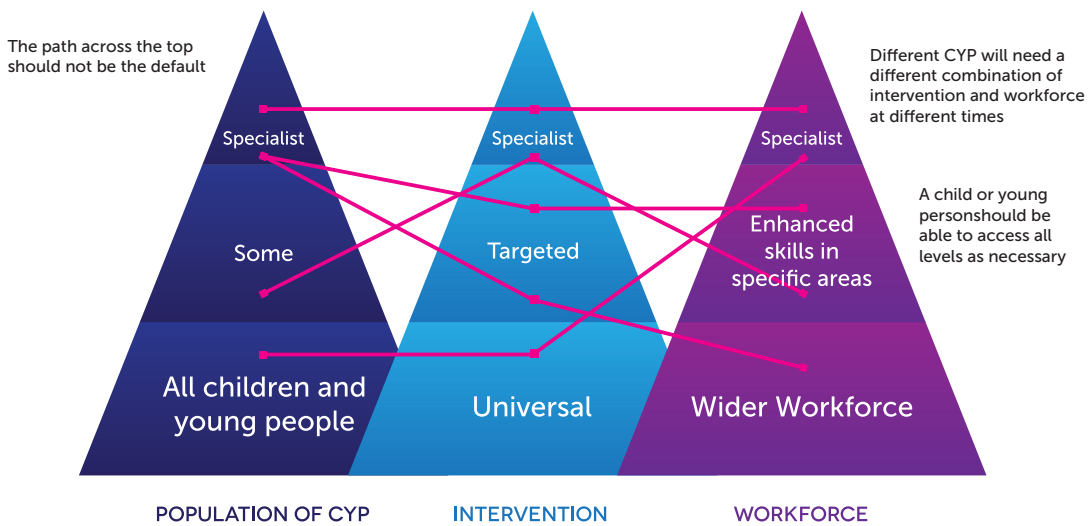 The path across the top
should not be the default
Different CYP will need a
different combination of
intervention and workforce
at different times
A child or young
personshould be
able to access all
levels as necessary
Specialist
Some
All children and
young people
Specialist
Targeted
Universal
Specialist
Enhanced
skills in
specific areas
Wider Workforce
POPULATION OF CYP
INTERVENTION
WORKFORCE